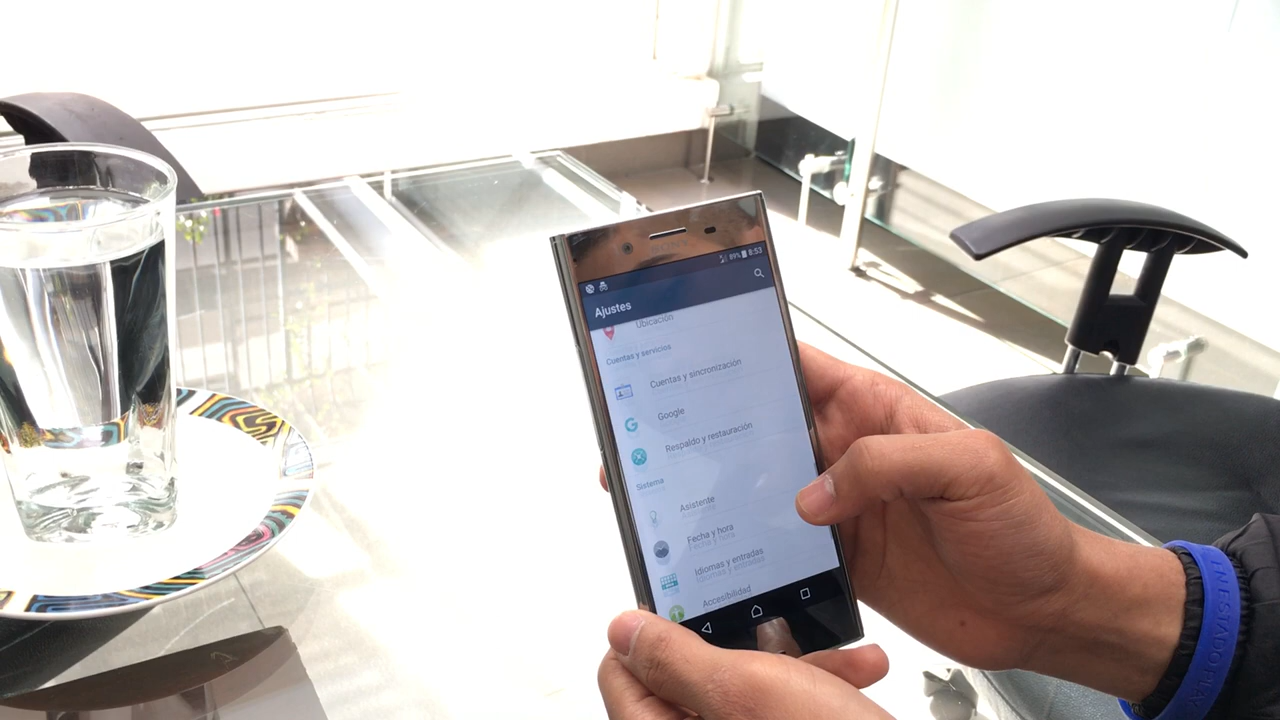 SONY
89% 8:53
Ajustes
Ubicación
Cuentas y servicios
Cuentas y sincronización
Google
Respaldo y restauración
Sistema
Asistente
Fecha y hora
Idiomas y entradas
Accesibilidad